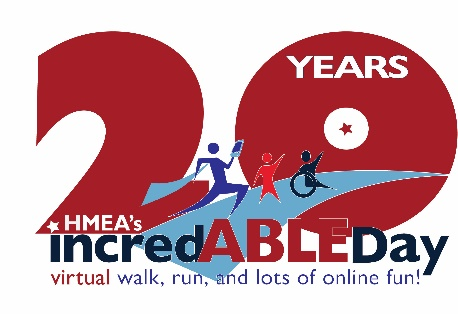 20
YEARS
HMEA's
incredABLEDay
virtual walk, run, and lots of online fun!